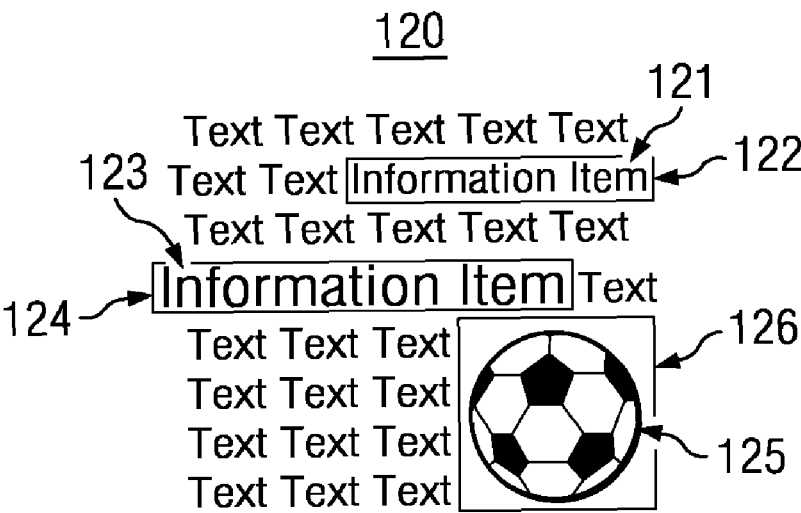 120
121
Text Text Text Text Text
122
123
Text Text Information Item
Text Text Text Text Text
Information Item Text
124
Text Text Text
126
Text Text Text
Text Text Text
125
Text Text Text